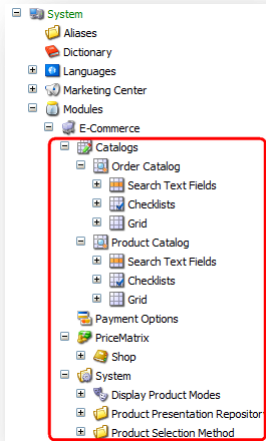 System
Aliases
Dictionary
Languages
Marketing Center
Modules
E-Commerce
Catalogs
Order Catalog
Search Text Fields
Checklists
Grid
Product Catalog
Search Text Fields
Checklists
Grid
Payment Options
PriceMatrix
Shop
System
Display Product Modes
Product Presentation Repositor
Product Selection Method